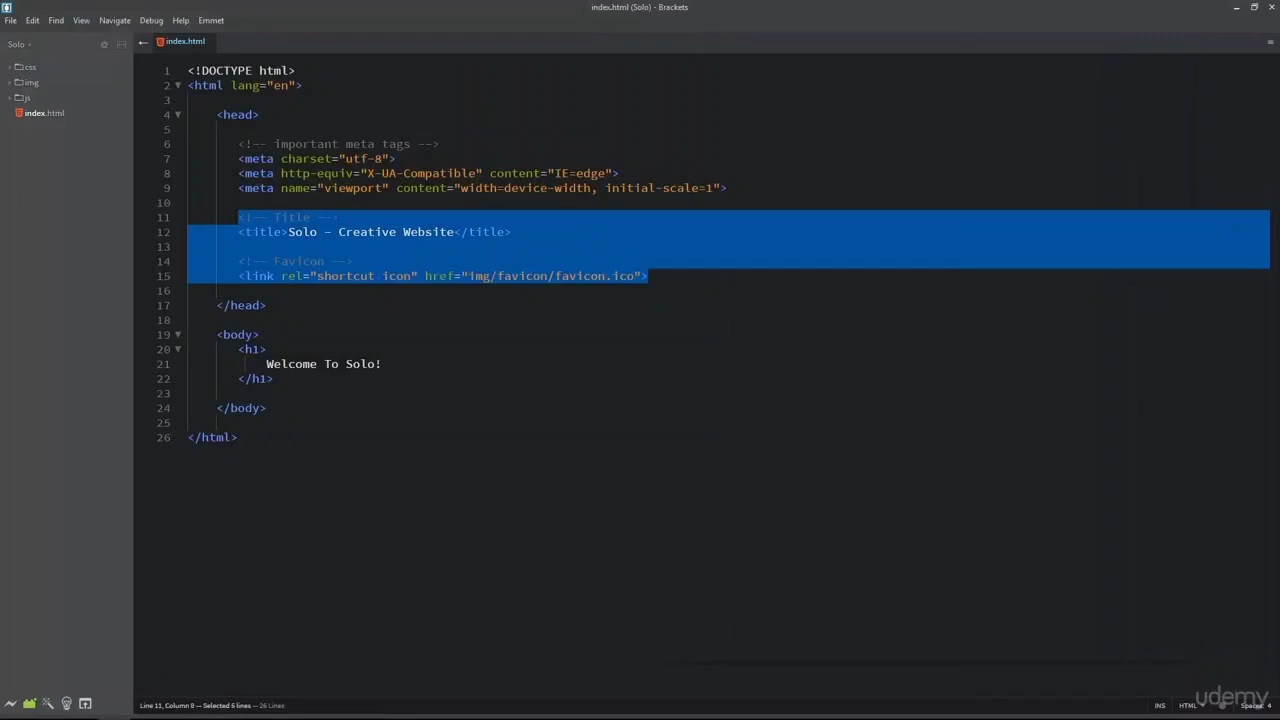 index.html (Solo) - Brackets
File Edit Find View Navigate Debug Help Emmet
Solo
index.html
css
img
js
index.html
1 <!DOCTYPE html>
2 <html lang="en">
3
4 <head>
5
6 <!-- important meta tags -->
7 <meta charset="utf-8">
8 <meta http-equiv="X-UA-Compatible" content="IE=edge">
9 <meta name="viewport" content="width=device-width, initial-scale=1">
10
11 <!-- Title -->
12 <title>Solo - Creative Website</title>
13
14 <!-- Favicon -->
15 <link rel="shortcut icon" href="img/favicon/favicon.ico">
16
17 </head>
18
19 <body>
20 <h1>
21 Welcome To Solo!
22 </h1>
23
24 </body>
25
26 </html>
Line 11, Column 8 — Selected 5 lines — 26 Lines
INS HTML Spaces: 4
udemy